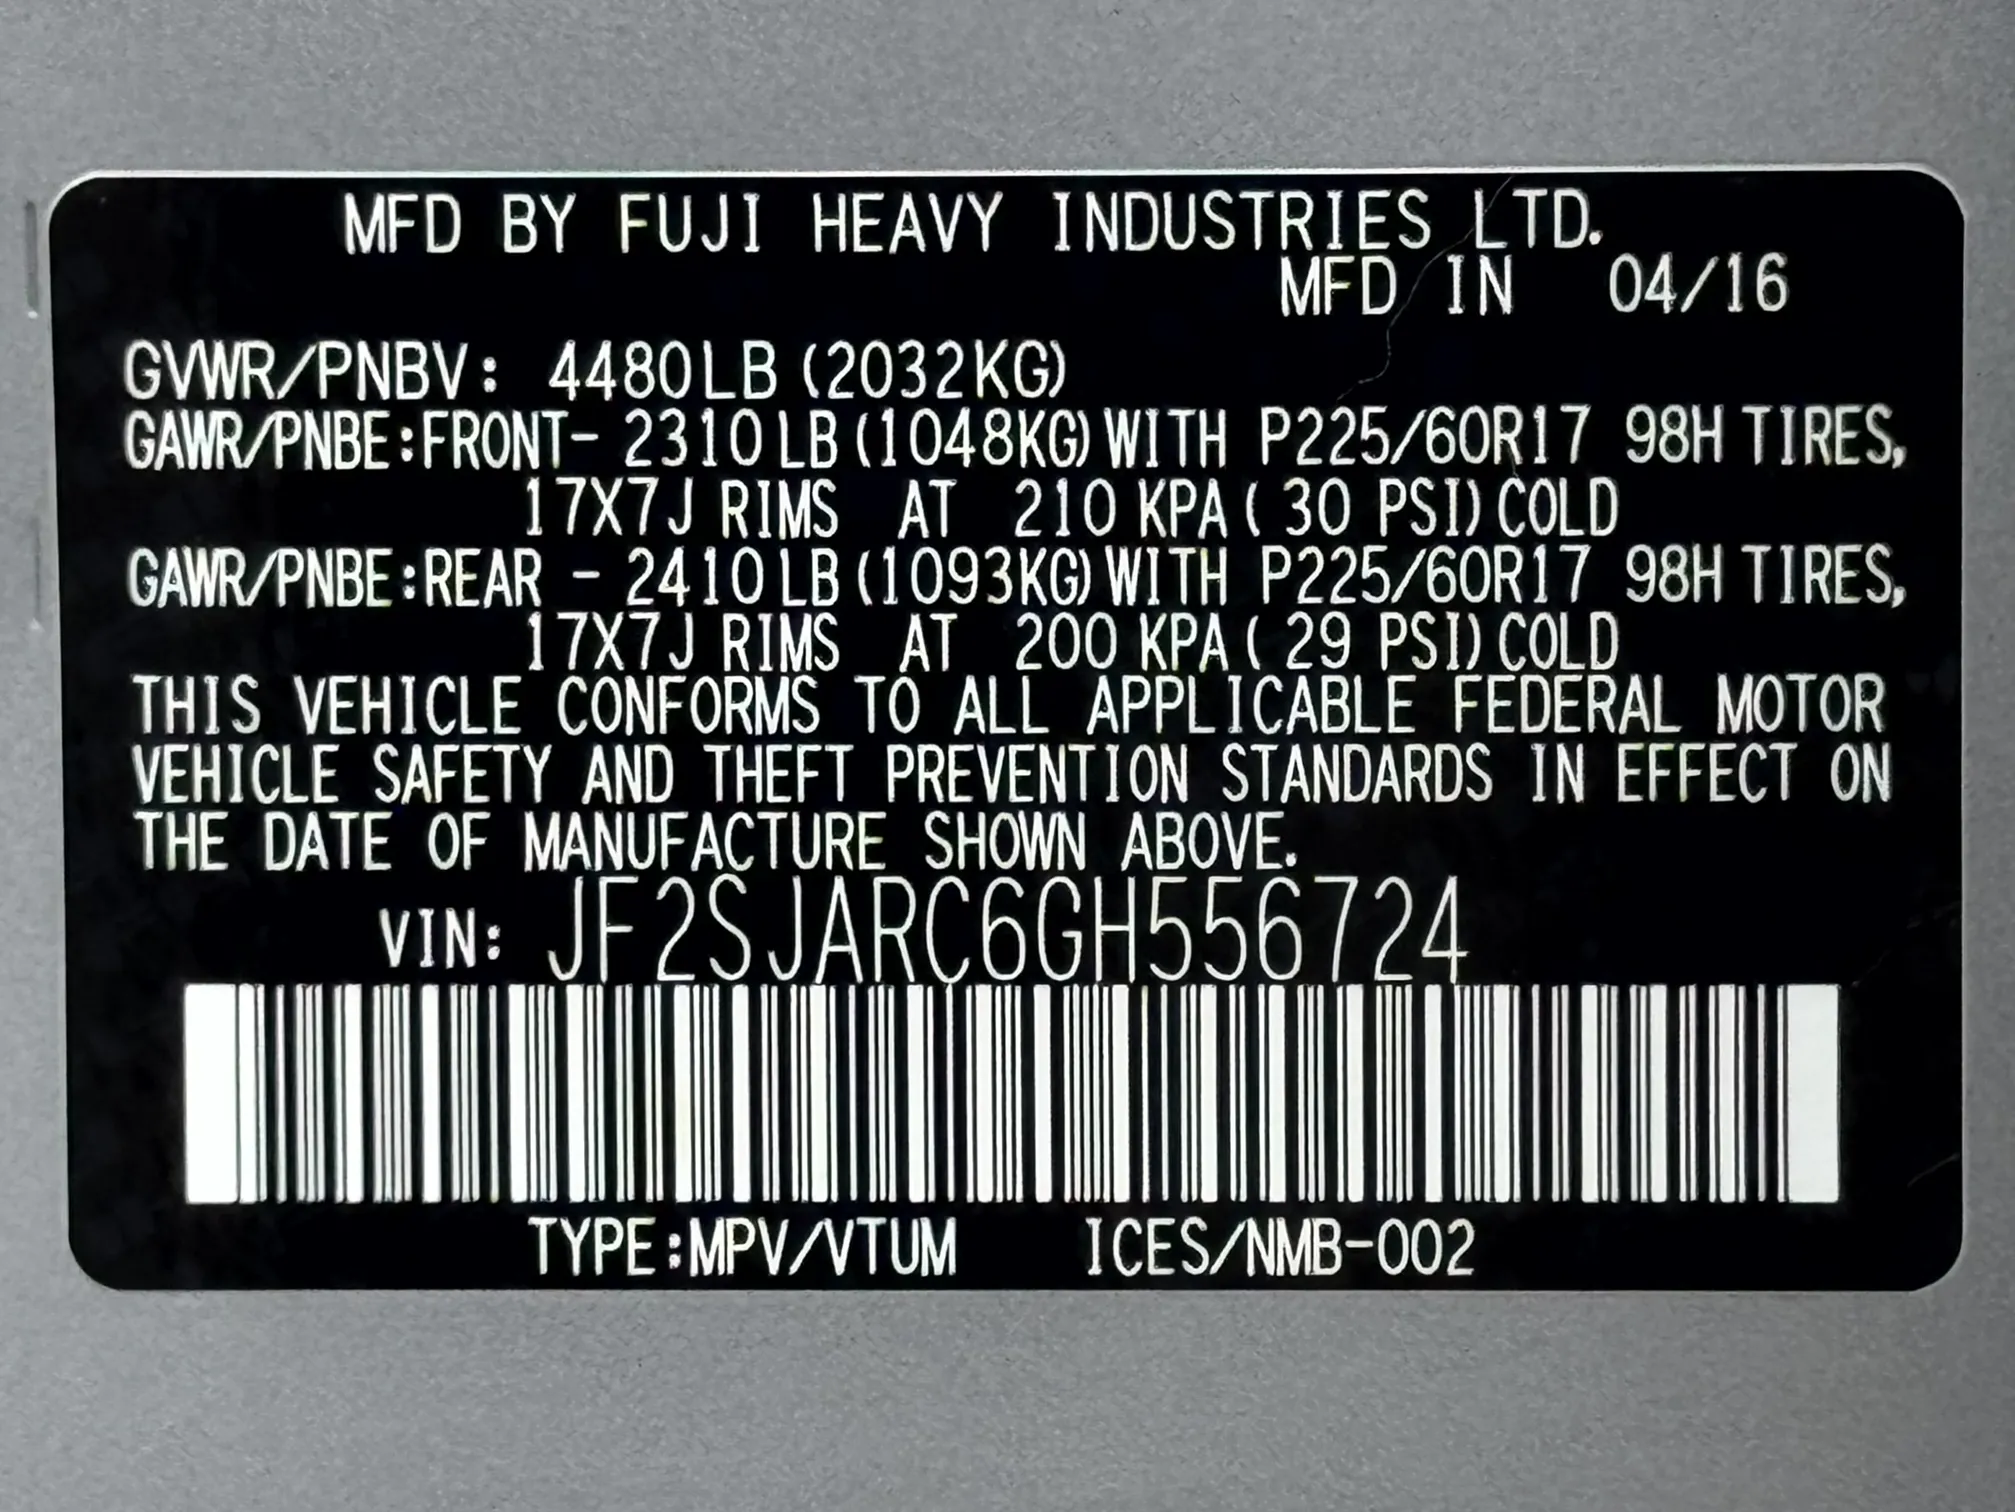 MFD BY FUJI HEAVY INDUSTRIES LTD.
MFD IN 04/16
GVWR/PNBV: 4480LB (2032KG)
GAWR/PNBE:FRONT- 2310 LB (1048KG) WITH P225/60R17 98H TIRES,
17X7J RIMS AT 210 KPA ( 30 PSI) COLD
GAWR/PNBE:REAR - 2410 LB (1093KG) WITH P225/60R17 98H TIRES,
17X7J RIMS AT 200 KPA ( 29 PSI) COLD
THIS VEHICLE CONFORMS TO ALL APPLICABLE FEDERAL MOTOR
VEHICLE SAFETY AND THEFT PREVENTION STANDARDS IN EFFECT ON
THE DATE OF MANUFACTURE SHOWN ABOVE.
VIN: JF2SJARC6GH556724
TYPE:MPV/VTUM ICES/NMB-002